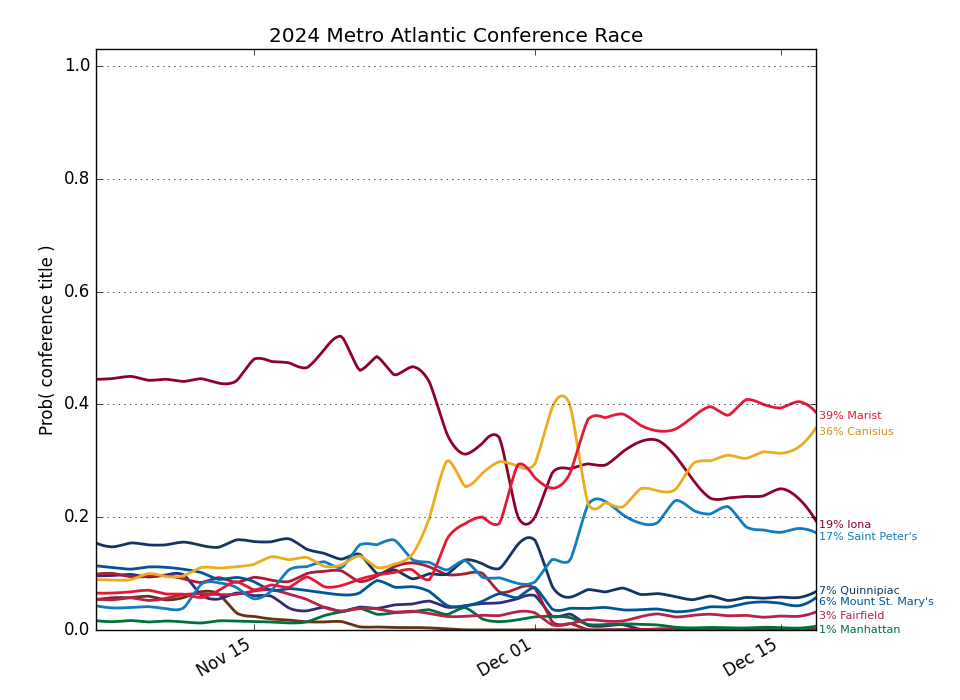 2024 Metro Atlantic Conference Race
1.0
0.8
0.6
0.4
0.2
0.0
Prob( conference title )
Nov 15
Dec 01
Dec 15
39% Marist
36% Canisius
19% Iona
17% Saint Peter's
7% Quinnipiac
6% Mount St. Mary's
3% Fairfield
1% Manhattan